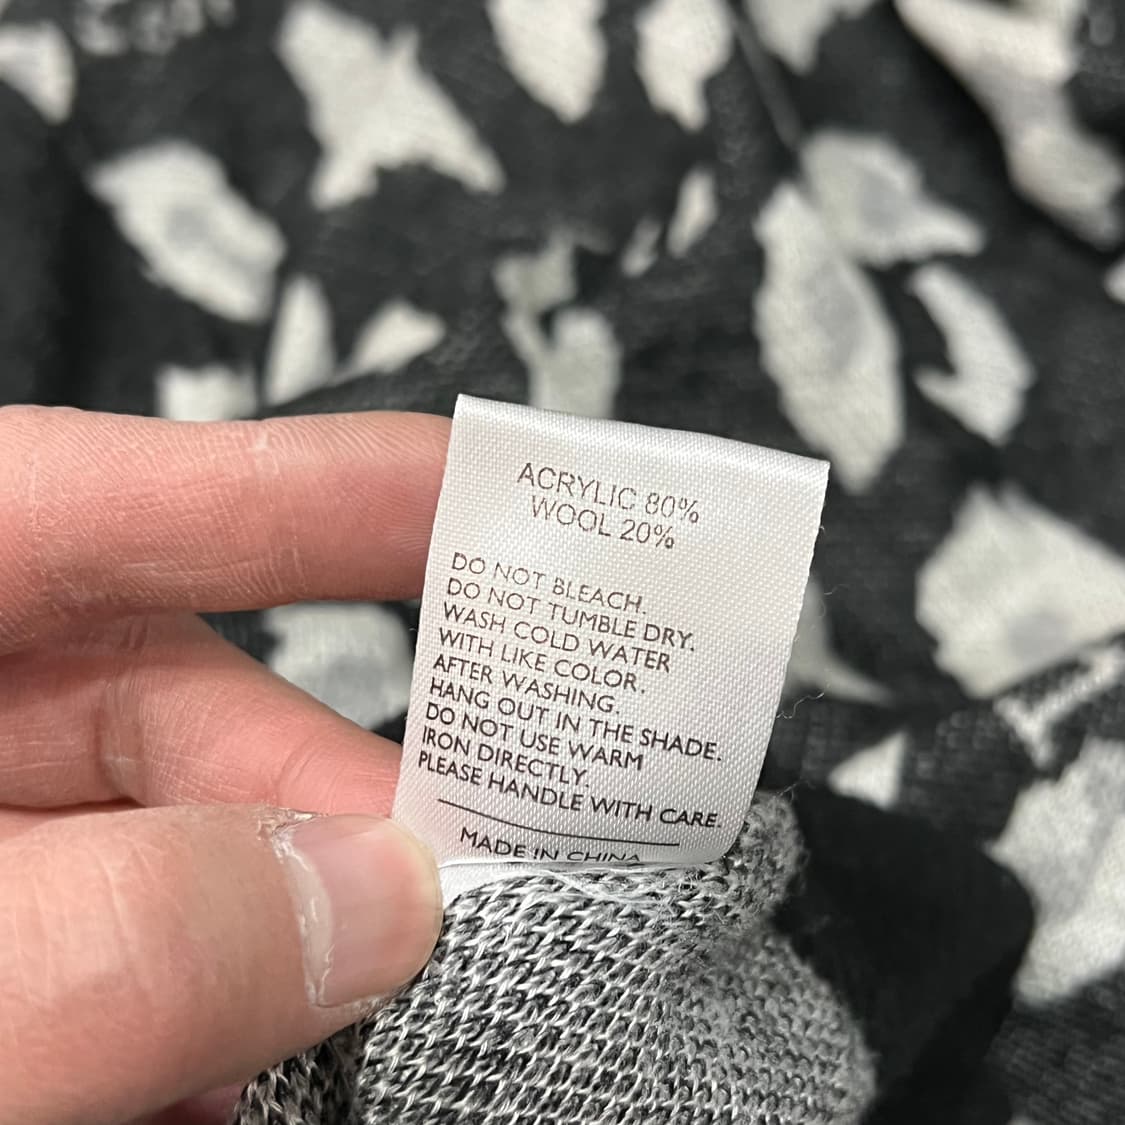 ACRYLIC 80%
WOOL 20%
DO NOT BLEACH.
DO NOT TUMBLE DRY.
WASH COLD WATER
WITH LIKE COLOR.
AFTER WASHING.
HANG OUT IN THE SHADE.
DO NOT USE WARM
IRON DIRECTLY.
PLEASE HANDLE WITH CARE.
MADE IN CHINA